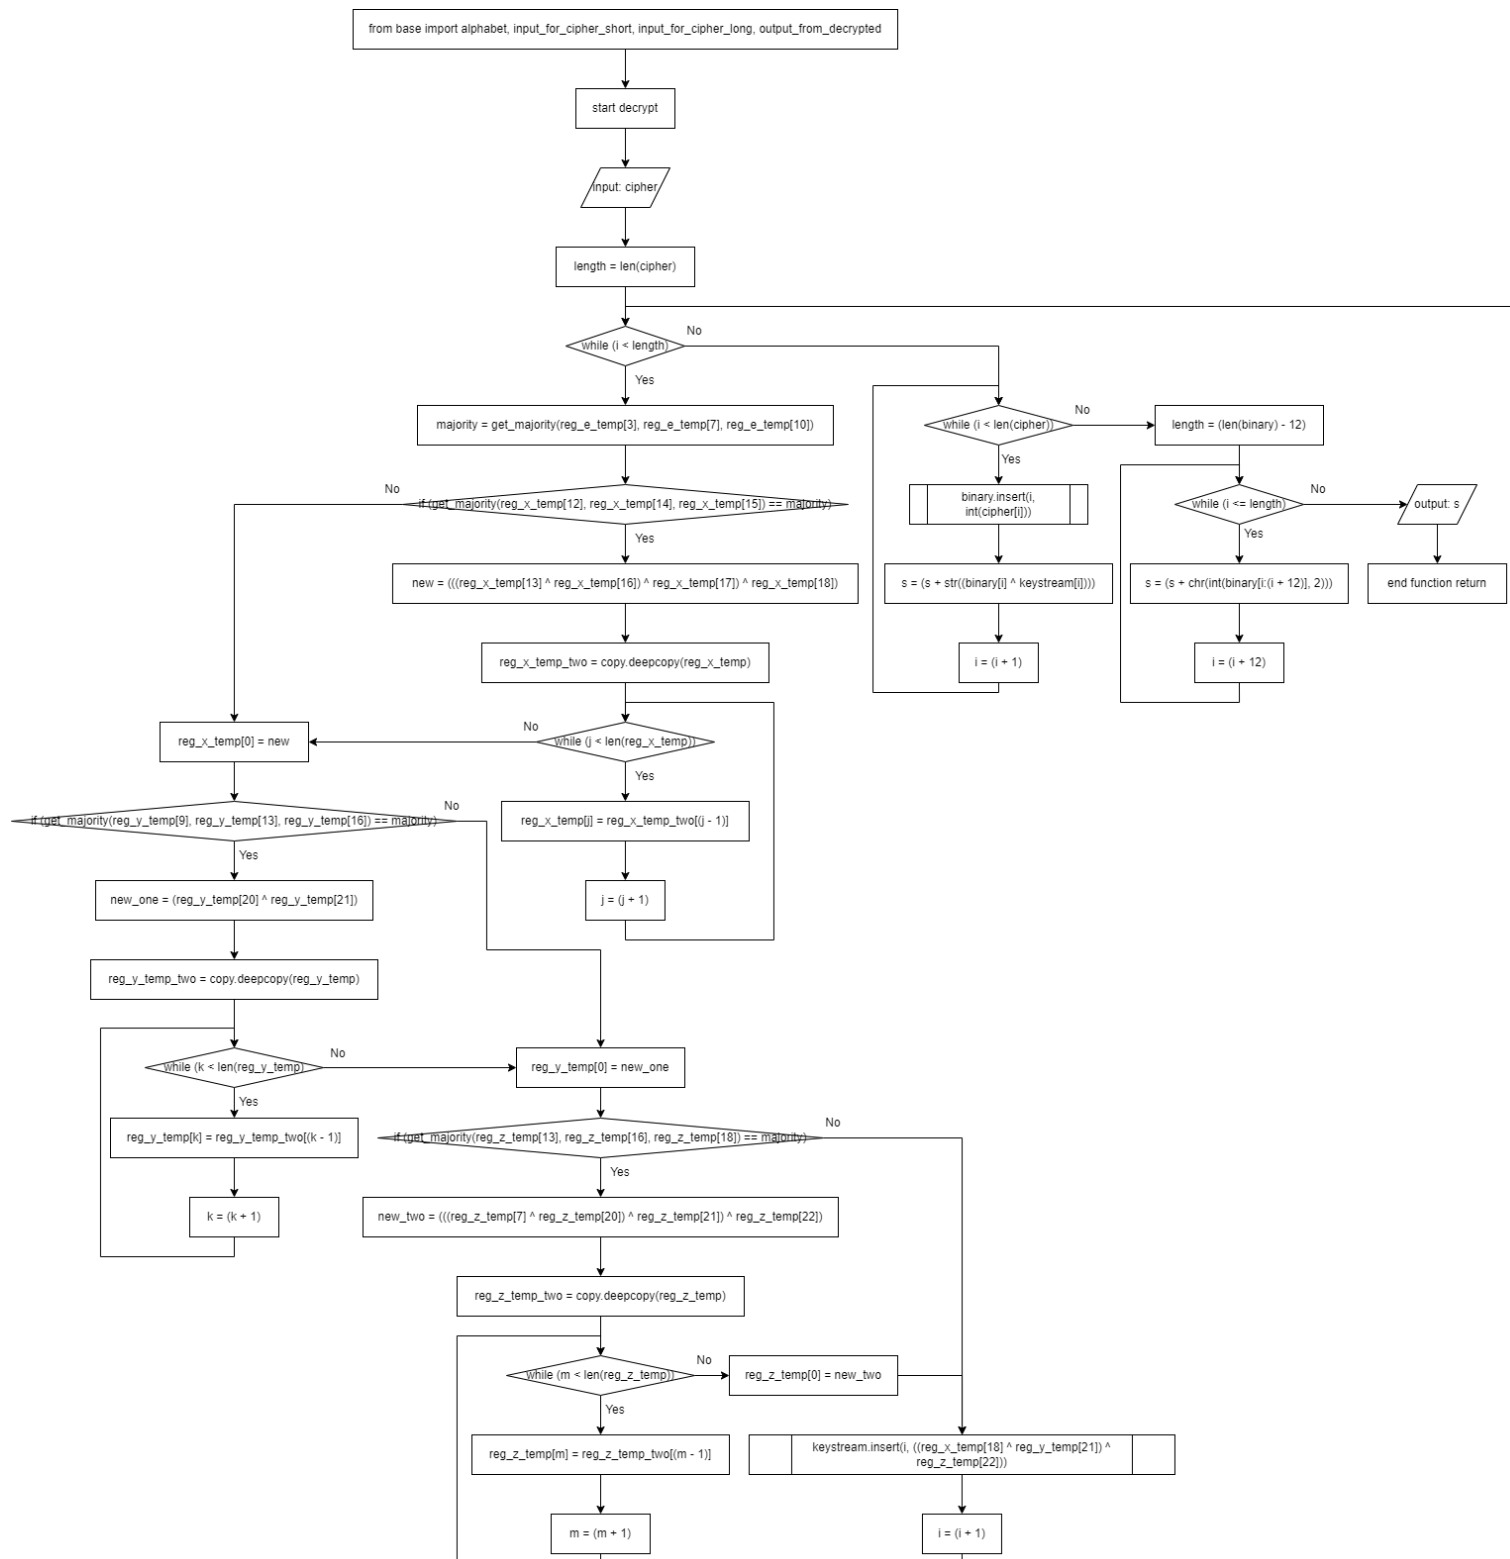 from base import alphabet, input_for_cipher_short, input_for_cipher_long, output_from_decrypted
start decrypt
input: cipher
length = len(cipher)
while (i < length)
No
Yes
majority = get_majority(reg_e_temp[3], reg_e_temp[7], reg_e_temp[10])
if (get_majority(reg_x_temp[12], reg_x_temp[14], reg_x_temp[15]) == majority)
No
Yes
new = (((reg_x_temp[13] ^ reg_x_temp[16]) ^ reg_x_temp[17]) ^ reg_x_temp[18])
reg_x_temp_two = copy.deepcopy(reg_x_temp)
while (j < len(reg_x_temp))
No
Yes
reg_x_temp[j] = reg_x_temp_two[(j - 1)]
j = (j + 1)
reg_x_temp[0] = new
if (get_majority(reg_y_temp[9], reg_y_temp[13], reg_y_temp[16]) == majority)
No
Yes
new_one = (reg_y_temp[20] ^ reg_y_temp[21])
reg_y_temp_two = copy.deepcopy(reg_y_temp)
while (k < len(reg_y_temp)
No
Yes
reg_y_temp[k] = reg_y_temp_two[(k - 1)]
k = (k + 1)
reg_y_temp[0] = new_one
if (get_majority(reg_z_temp[13], reg_z_temp[16], reg_z_temp[18]) == majority)
No
Yes
new_two = (((reg_z_temp[7] ^ reg_z_temp[20]) ^ reg_z_temp[21]) ^ reg_z_temp[22])
reg_z_temp_two = copy.deepcopy(reg_z_temp)
while (m < len(reg_z_temp))
No
Yes
reg_z_temp[0] = new_two
reg_z_temp[m] = reg_z_temp_two[(m - 1)]
m = (m + 1)
keystream.insert(i, ((reg_x_temp[18] ^ reg_y_temp[21]) ^
reg_z_temp[22]))
i = (i + 1)
while (i < len(cipher))
No
Yes
binary.insert(i,
int(cipher[i]))
s = (s + str((binary[i] ^ keystream[i])))
i = (i + 1)
length = (len(binary) - 12)
while (i <= length)
No
Yes
s = (s + chr(int(binary[i:(i + 12)], 2)))
i = (i + 12)
output: s
end function return